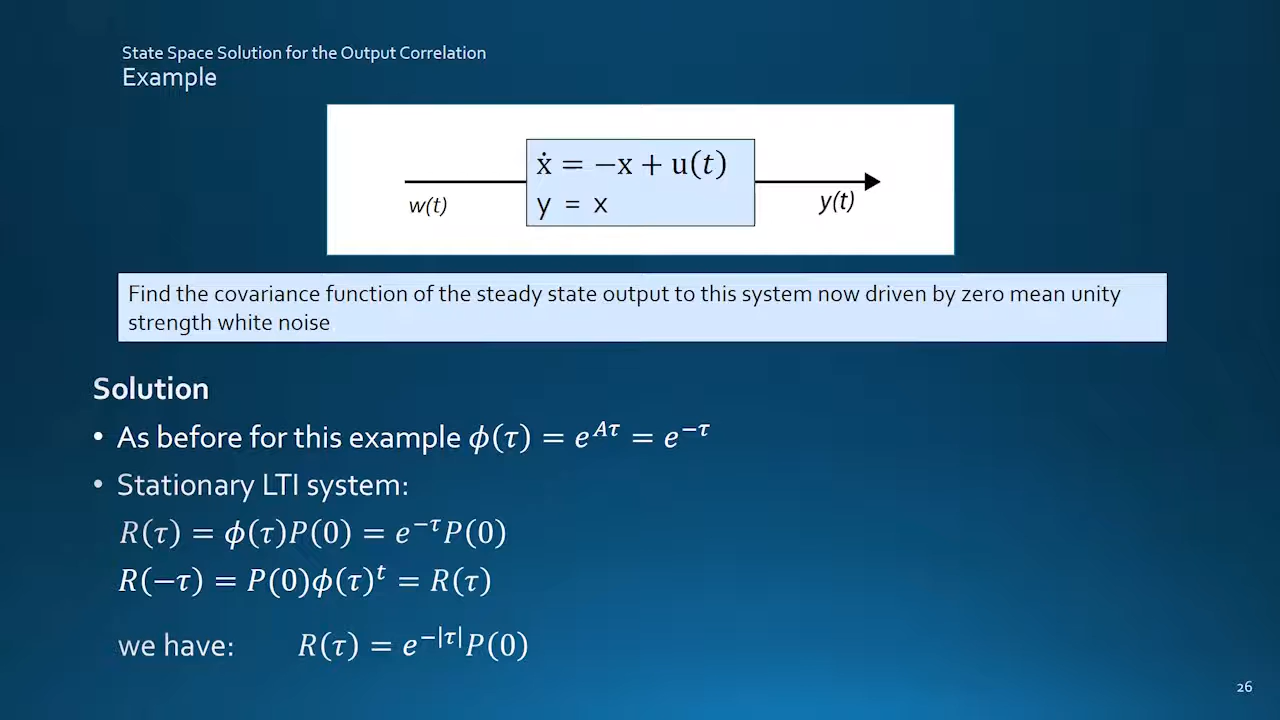 State Space Solution for the Output Correlation
Example
ẋ = −x + u(t)
y = x
w(t)
y(t)
Find the covariance function of the steady state output to this system now driven by zero mean unity
strength white noise
Solution
• As before for this example 𝜙(𝜏) = 𝑒^{𝐴𝜏} = 𝑒^{−𝜏}
• Stationary LTI system:
𝑅(𝜏) = 𝜙(𝜏)𝑃(0) = 𝑒^{−𝜏}𝑃(0)
𝑅(−𝜏) = 𝑃(0)𝜙(𝜏)^𝑡 = 𝑅(𝜏)
we have: 𝑅(𝜏) = 𝑒^{−|𝜏|}𝑃(0)
26